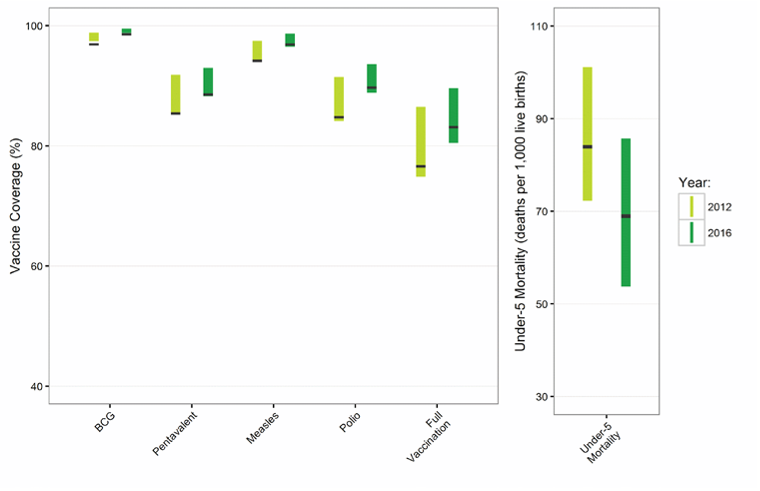 Vaccine Coverage (%)
100
80
60
40
BCG
Pentavalent
Measles
Polio
Full
Vaccination
Under-5 Mortality (deaths per 1,000 live births)
110
90
70
50
30
Under-5
Mortality
Year:
2012
2016